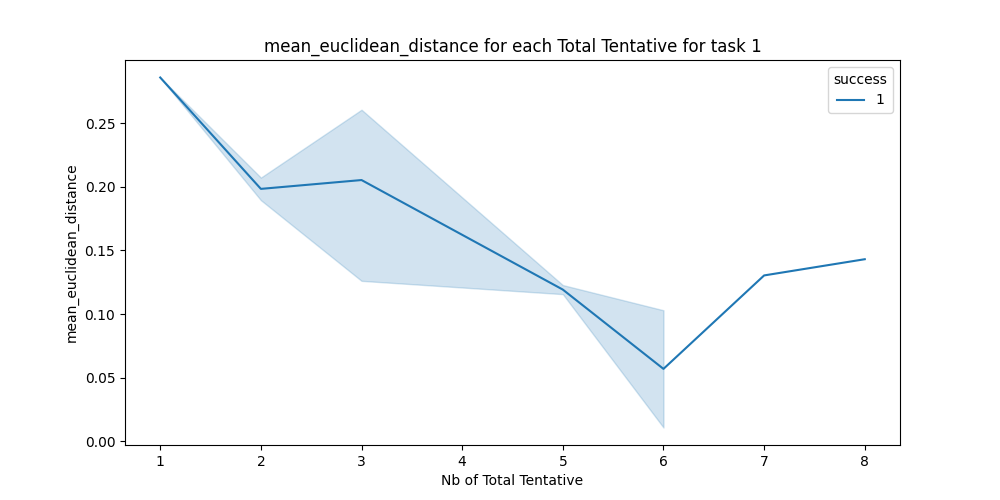 mean_euclidean_distance for each Total Tentative for task 1
success
1
0.25
0.20
0.15
0.10
0.05
0.00
mean_euclidean_distance
1 2 3 4 5 6 7 8
Nb of Total Tentative